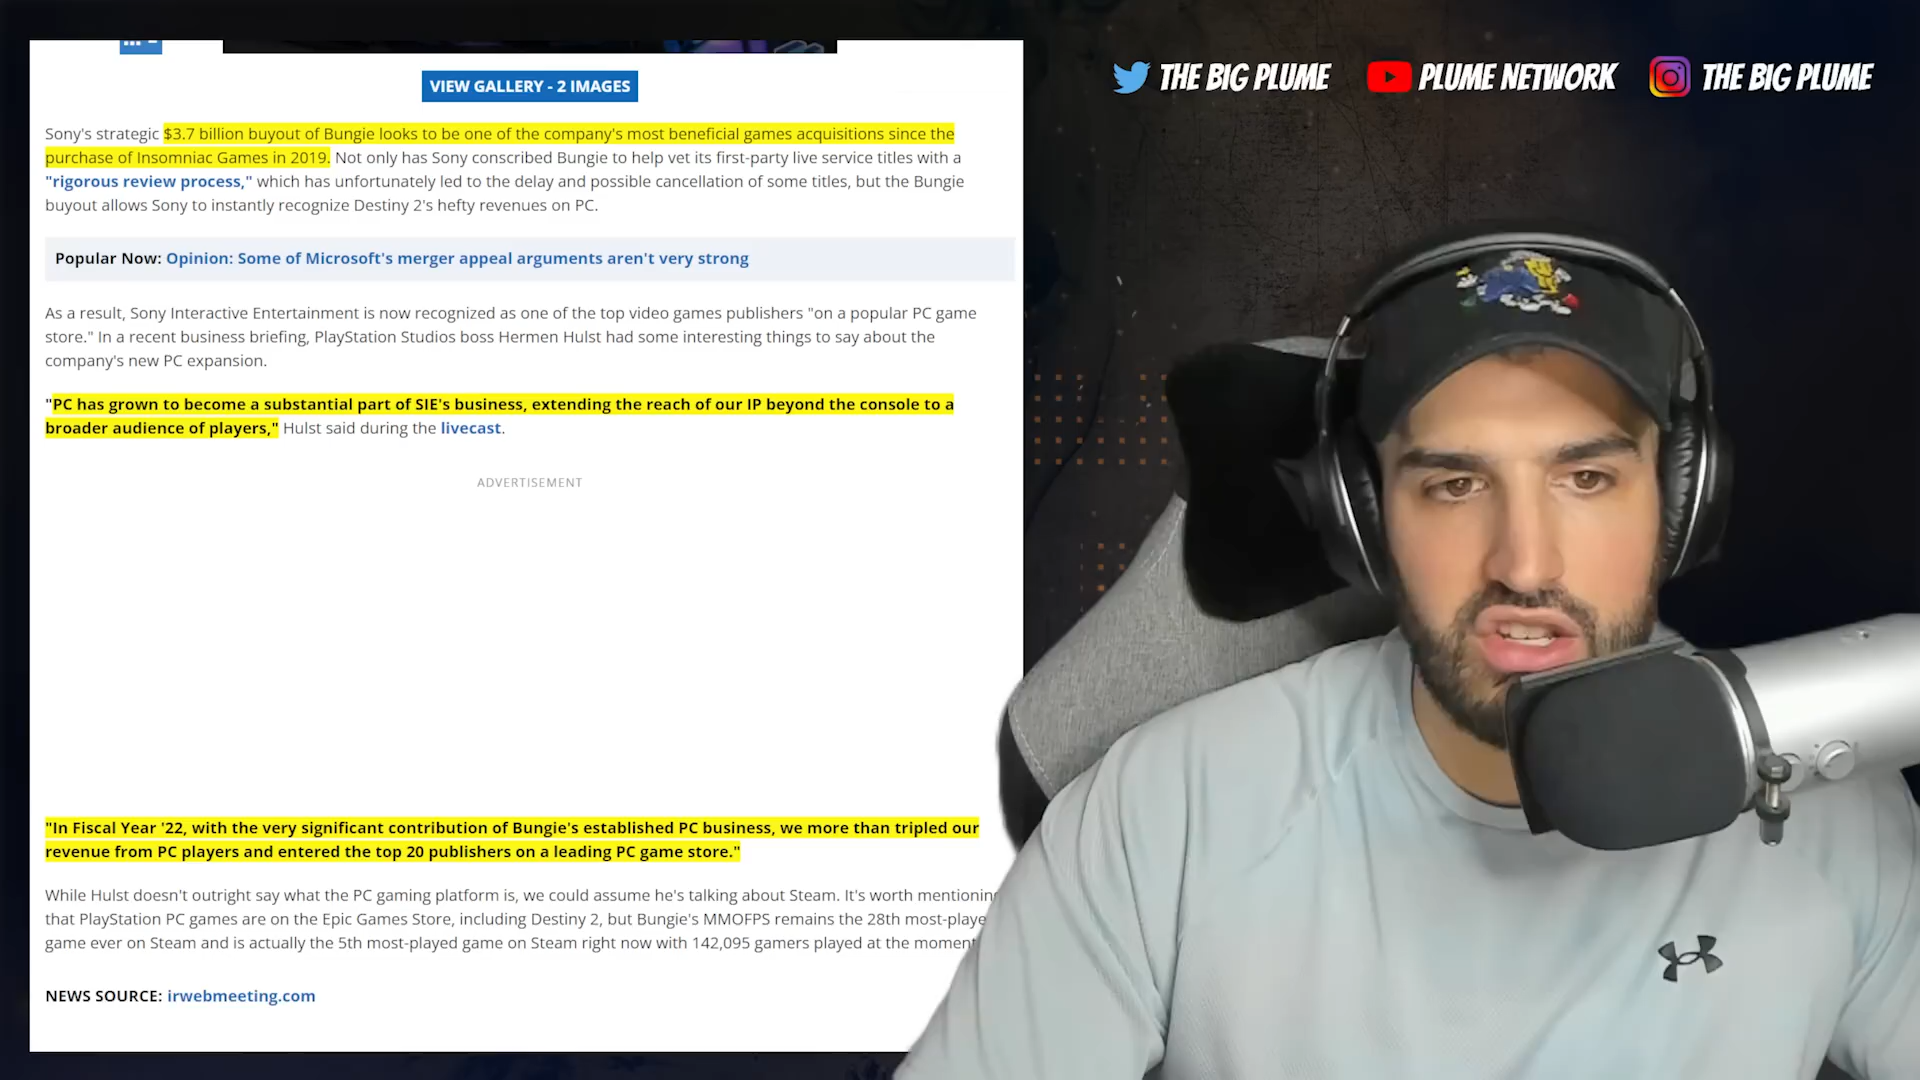 THE BIG PLUME PLUME NETWORK THE BIG PLUME
VIEW GALLERY - 2 IMAGES
Sony's strategic $3.7 billion buyout of Bungie looks to be one of the company's most beneficial games acquisitions since the
purchase of Insomniac Games in 2019. Not only has Sony conscribed Bungie to help vet its first-party live service titles with a
"rigorous review process," which has unfortunately led to the delay and possible cancellation of some titles, but the Bungie
buyout allows Sony to instantly recognize Destiny 2's hefty revenues on PC.
Popular Now: Opinion: Some of Microsoft's merger appeal arguments aren't very strong
As a result, Sony Interactive Entertainment is now recognized as one of the top video games publishers "on a popular PC game
store." In a recent business briefing, PlayStation Studios boss Hermen Hulst had some interesting things to say about the
company's new PC expansion.
"PC has grown to become a substantial part of SIE's business, extending the reach of our IP beyond the console to a
broader audience of players," Hulst said during the livecast.
ADVERTISEMENT
"In Fiscal Year '22, with the very significant contribution of Bungie's established PC business, we more than tripled our
revenue from PC players and entered the top 20 publishers on a leading PC game store."
While Hulst doesn't outright say what the PC gaming platform is, we could assume he's talking about Steam. It's worth mentionin
that PlayStation PC games are on the Epic Games Store, including Destiny 2, but Bungie's MMOFPS remains the 28th most-playe
game ever on Steam and is actually the 5th most-played game on Steam right now with 142,095 gamers played at the moment
NEWS SOURCE: irwebmeeting.com